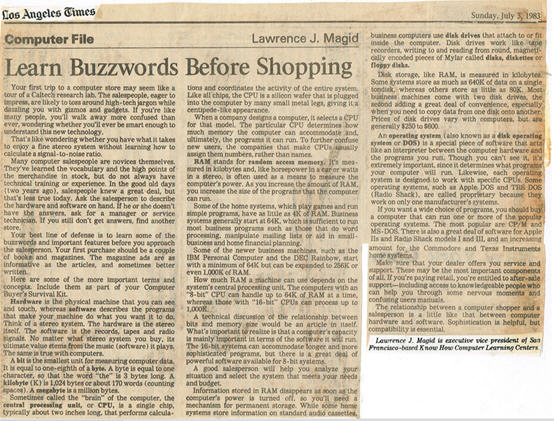 Los Angeles Times
Sunday, July 3, 1983
Computer File
Lawrence J. Magid
Learn Buzzwords Before Shopping
Your first trip to a computer store may seem like a
tour of a Caltech research lab. The salespeople, eager to
impress, are likely to toss around high-tech jargon while
dazzling you with gizmos and gadgets. If you're like
many people, you'll walk away more confused than
ever, wondering whether you'll ever be smart enough to
understand this new technology.
That's like wondering whether you have what it takes
to enjoy a fine stereo system without learning how to
calculate a signal-to-noise ratio.
Many computer salespeople are novices themselves.
They've learned the vocabulary and the high points of
the merchandise in stock, but do not always have
technical training or experience. In the good old days
(two years ago), salespeople knew a great deal, but
that's less true today. Ask the salesperson to describe
the hardware and software on hand. If he or she doesn't
have the answers, ask for a manager or service
technician. If you still don't get answers, find another
store.
Your best line of defense is to learn some of the
buzzwords and important features before you approach
the salesperson. Your first purchase should be a couple
of books and magazines. The magazine ads are as
informative as the articles, and sometimes better
written.
Here are some of the more important terms and
concepts. Include them as part of your Computer
Buyer's Survival Kit.
Hardware is the physical machine that you can see
and touch, whereas software describes the programs
that make your machine do what you want it to do.
Think of a stereo system. The hardware is the stereo
itself. The software is the records, tapes and radio
signals. No matter what stereo system you buy, its
ultimate value stems from the music (software) it plays.
The same is true with computers.
A bit is the smallest unit for measuring computer data.
It is equal to one-eighth of a byte. A byte is equal to one
character, so that the word "the" is 3 bytes long. A
kilobyte (K) is 1,024 bytes or about 170 words (counting
spaces). A megabyte is a million bytes.
Sometimes called the "brain" of the computer, the
central processing unit, or CPU, is a single chip,
typically about two inches long, that performs calcula-
tions and coordinates the activity of the entire system.
Like all chips, the CPU is a silicon wafer that is plugged
into the computer by many small metal legs, giving it a
centipede-like appearance.
When a company designs a computer, it selects a CPU
for that model. The particular CPU determines how
much memory the computer can accommodate and,
ultimately, the programs it can run. To further confuse
new users, the companies that make CPUs usually
assign them numbers, rather than names.
RAM stands for random access memory. It's mea-
sured in kilobytes and, like horsepower in a car or watts
in a stereo, is often used as a means to measure the
computer's power. As you increase the amount of RAM,
you increase the size of the programs that the computer
can run.
Some of the home systems, which play games and run
simple programs, have as little as 4K of RAM. Business
systems generally start at 64K, which is sufficient to run
most business programs such as those that do word
processing, manipulate mailing lists or aid in small-
business and home financial planning.
Some of the newer business machines, such as the
IBM Personal Computer and the DEC Rainbow, start
with a minimum of 64K but can be expanded to 256K or
even 1,000K of RAM.
How much RAM a machine can use depends on the
system's central processing unit. The computers with an
"8-bit" CPU can handle up to 64K of RAM at a time,
whereas those with "16-bit" CPUs can process up to
1,000K.
A technical discussion of the relationship between
bits and memory would be an article in itself.
What's important to realize is that a computer's capacity
is mainly important in terms of the software it will run.
The 16-bit systems can accommodate longer and more
sophisticated programs, but there is a great deal of
powerful software available for 8-bit systems.
A good salesperson will help you analyze your
situation and select the system that meets your needs
and budget.
Information stored in RAM disappears as soon as the
computer's power is turned off, so you'll need a
mechanism for permanent storage. While some home
systems store information on standard audio cassettes,
business computers use disk drives that attach to or fit
inside the computer. Disk drives work like tape
recorders, writing to and reading from round, magneti-
cally encoded pieces of Mylar called disks, diskettes or
floppy disks.
Disk storage, like RAM, is measured in kilobytes.
Some systems store as much as 640K of data on a single
diskette, whereas others store as little as 80K. Most
business machines come with two disk drives, the
second adding a great deal of convenience, especially
when you need to copy data from one disk onto another.
Prices of disk drives vary with computers, but are
generally $250 to $600.
An operating system (also known as a disk operating
system or DOS) is a special piece of software that acts
like an interpreter between the computer hardware and
the programs you run. Though you can't see it, it's
extremely important, since it determines what programs
your computer will run. Likewise, each operating
system is designed to work with specific CPUs. Some
operating systems, such as Apple DOS and TRS DOS
(Radio Shack), are called proprietary because they
work on only one manufacturer's systems.
If you want a wide choice of programs, you should buy
a computer that can run one or more of the popular
operating systems. The most popular are CP/M and
MS-DOS. There is also a great deal of software for Apple
IIs and Radio Shack models I and III, and an increasing
amount for the Commodore and Texas Instruments
home systems.
Make sure that your dealer offers you service and
support. These may be the most important components
of all. If you're paying retail, you're entitled to after-sale
support—including access to knowledgeable people who
can help you through some nervous moments and
confusing users manuals.
The relationship between a computer shopper and a
salesperson is a little like that between computer
hardware and software. Sophistication is helpful, but
compatibility is essential.
Lawrence J. Magid is executive vice president of San
Francisco-based Know How Computer Learning Centers.